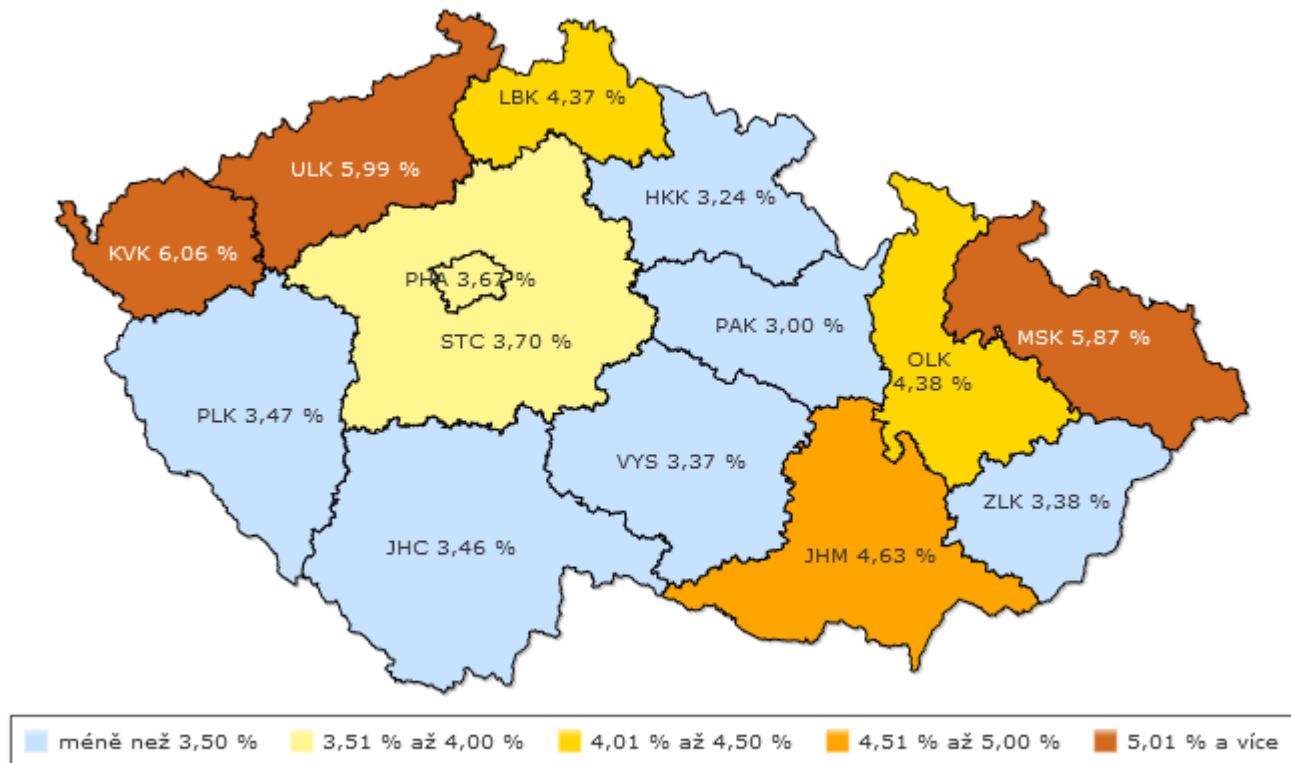 LBK 4,37 %
ULK 5,99 %
HKK 3,24 %
KVK 6,06 %
PHA 3,67 %
PAK 3,00 %
STC 3,70 %
MSK 5,87 %
OLK
4,38 %
PLK 3,47 %
VYS 3,37 %
ZLK 3,38 %
JHC 3,46 %
JHM 4,63 %
méně než 3,50 %
3,51 % až 4,00 %
4,01 % až 4,50 %
4,51 % až 5,00 %
5,01 % a více